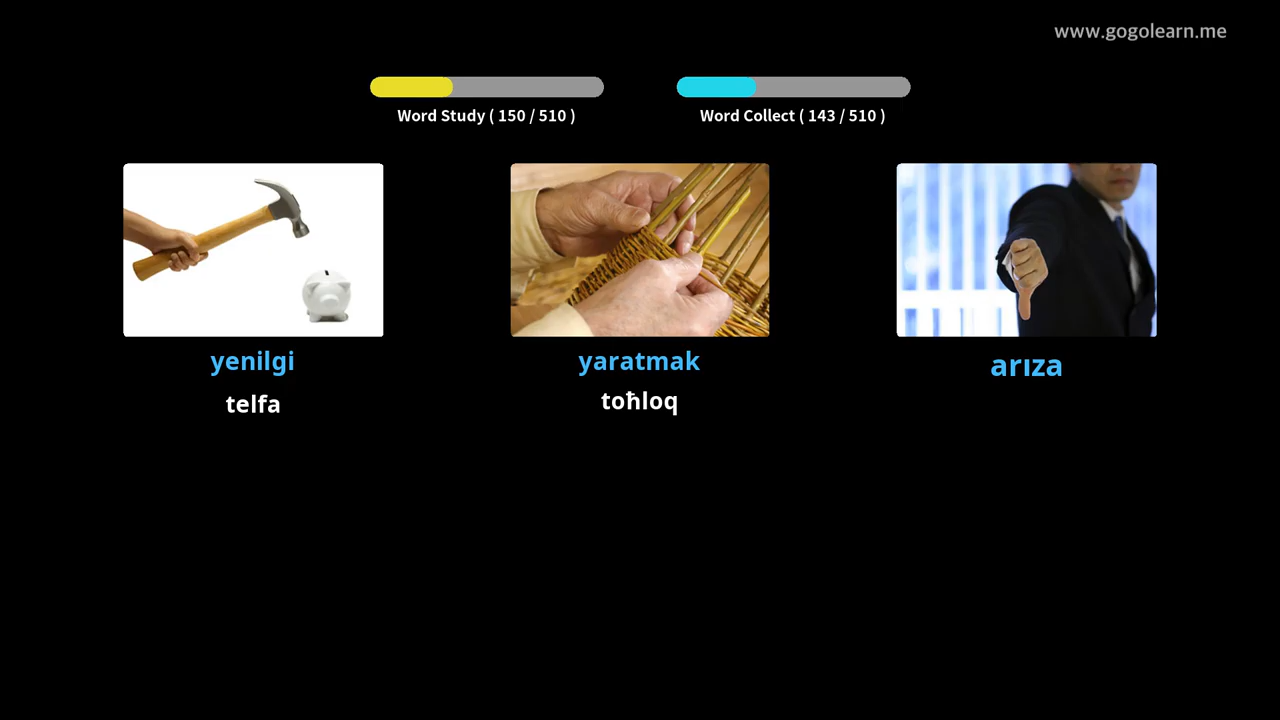 www.gogolearn.me
Word Study ( 150 / 510 )
Word Collect ( 143 / 510 )
yenilgi
yaratmak
arıza
telfa
toħloq